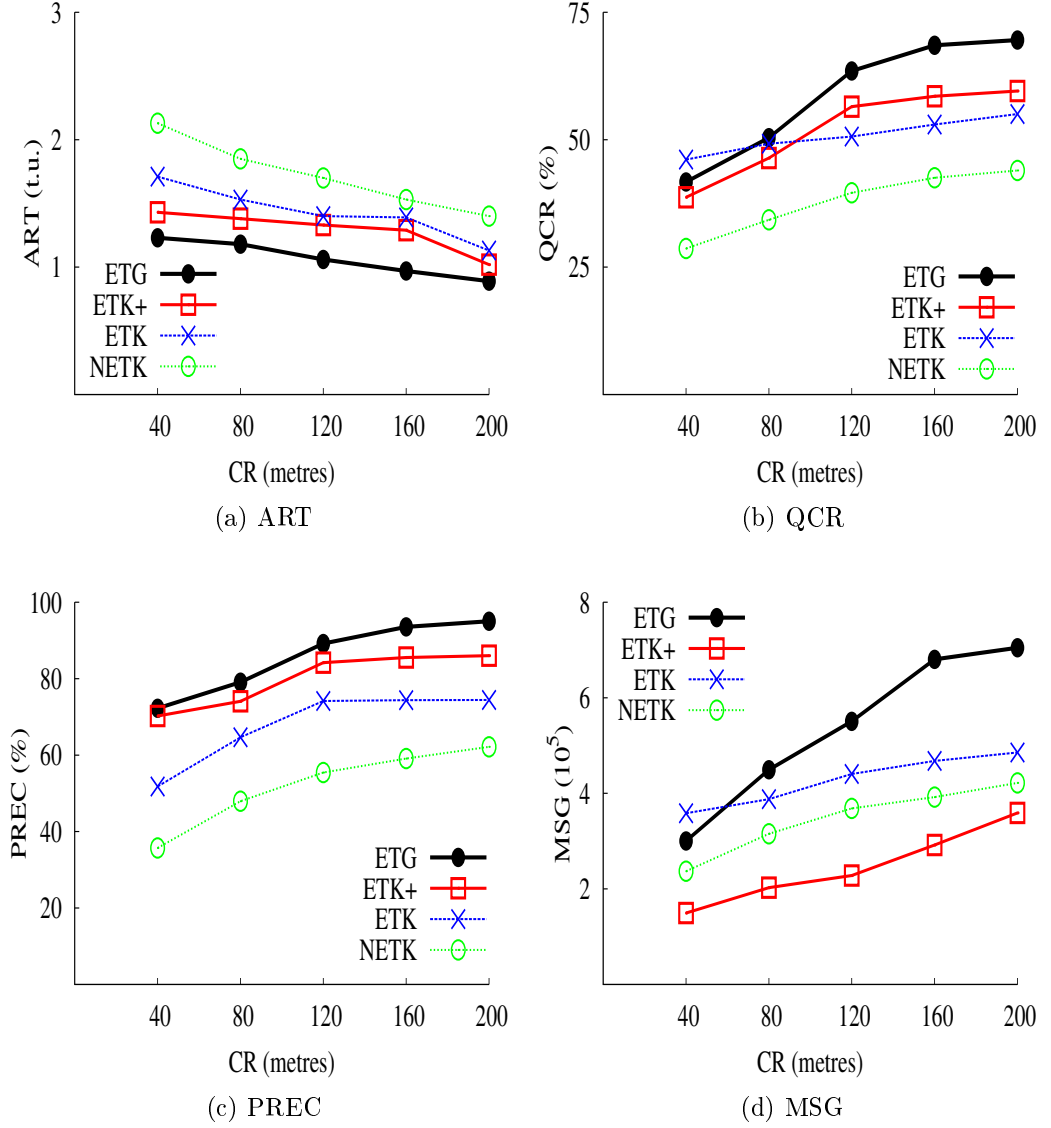 3
2
1
ART (t.u.)
ETG
ETK+
ETK
NETK
40 80 120 160 200
CR (metres)
(a) ART
75
50
25
QCR (%)
ETG
ETK+
ETK
NETK
40 80 120 160 200
CR (metres)
(b) QCR
100
80
60
40
20
PREC (%)
ETG
ETK+
ETK
NETK
40 80 120 160 200
CR (metres)
(c) PREC
8
6
4
2
MSG (10⁵)
ETG
ETK+
ETK
NETK
40 80 120 160 200
CR (metres)
(d) MSG